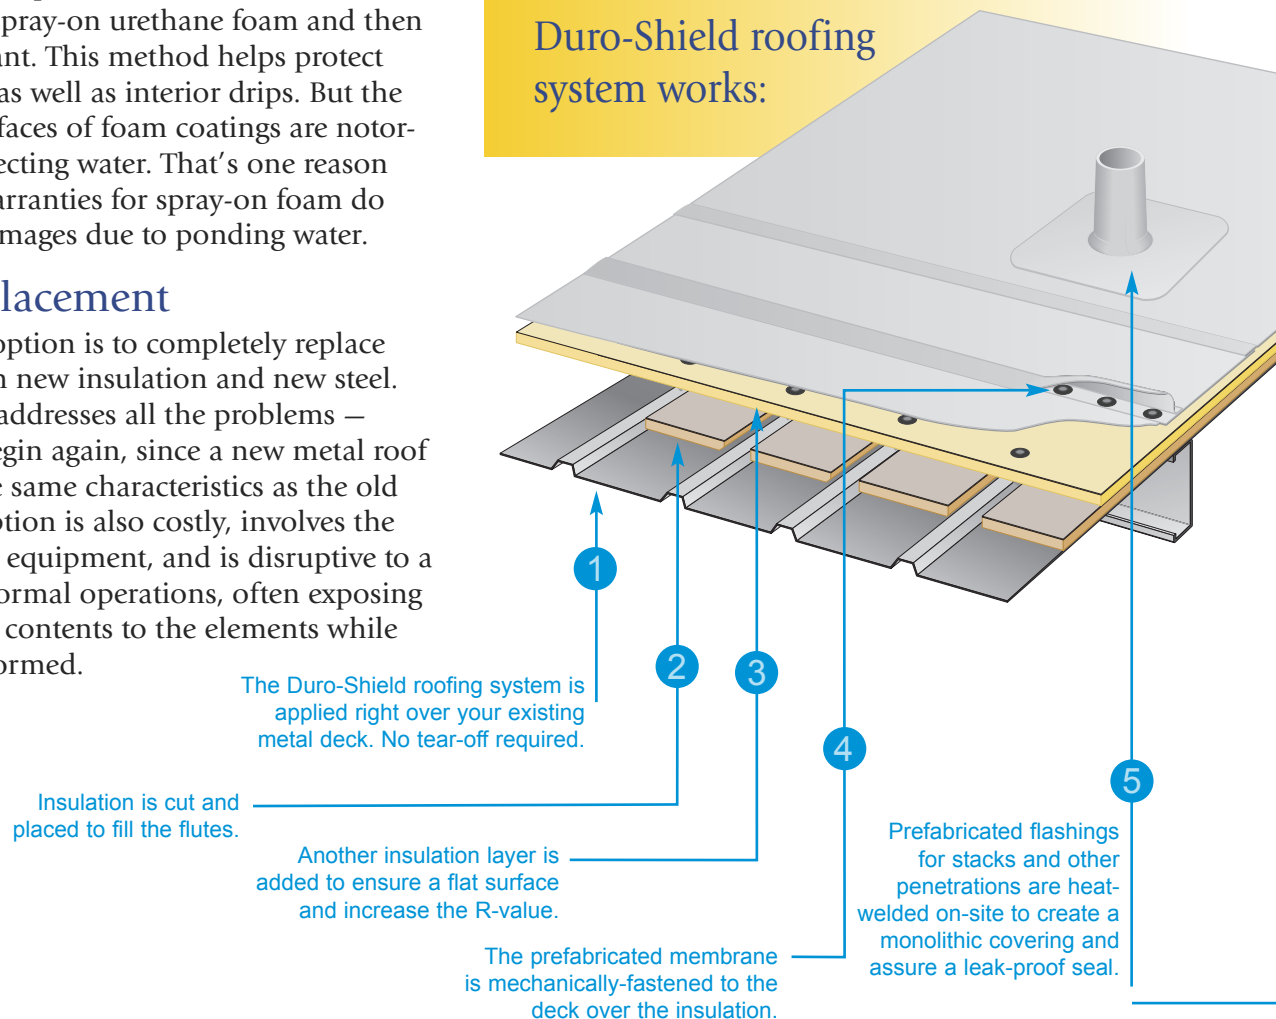 spray-on urethane foam and then
ant. This method helps protect
as well as interior drips. But the
faces of foam coatings are notor-
ecting water. That's one reason
arranties for spray-on foam do
mages due to ponding water.
lacement
option is to completely replace
n new insulation and new steel.
addresses all the problems —
egin again, since a new metal roof
e same characteristics as the old
ption is also costly, involves the
equipment, and is disruptive to a
ormal operations, often exposing
contents to the elements while
ormed.
Duro-Shield roofing
system works:
1
The Duro-Shield roofing system is
applied right over your existing
metal deck. No tear-off required.
2
Insulation is cut and
placed to fill the flutes.
3
Another insulation layer is
added to ensure a flat surface
and increase the R-value.
4
The prefabricated membrane
is mechanically-fastened to the
deck over the insulation.
5
Prefabricated flashings
for stacks and other
penetrations are heat-
welded on-site to create a
monolithic covering and
assure a leak-proof seal.